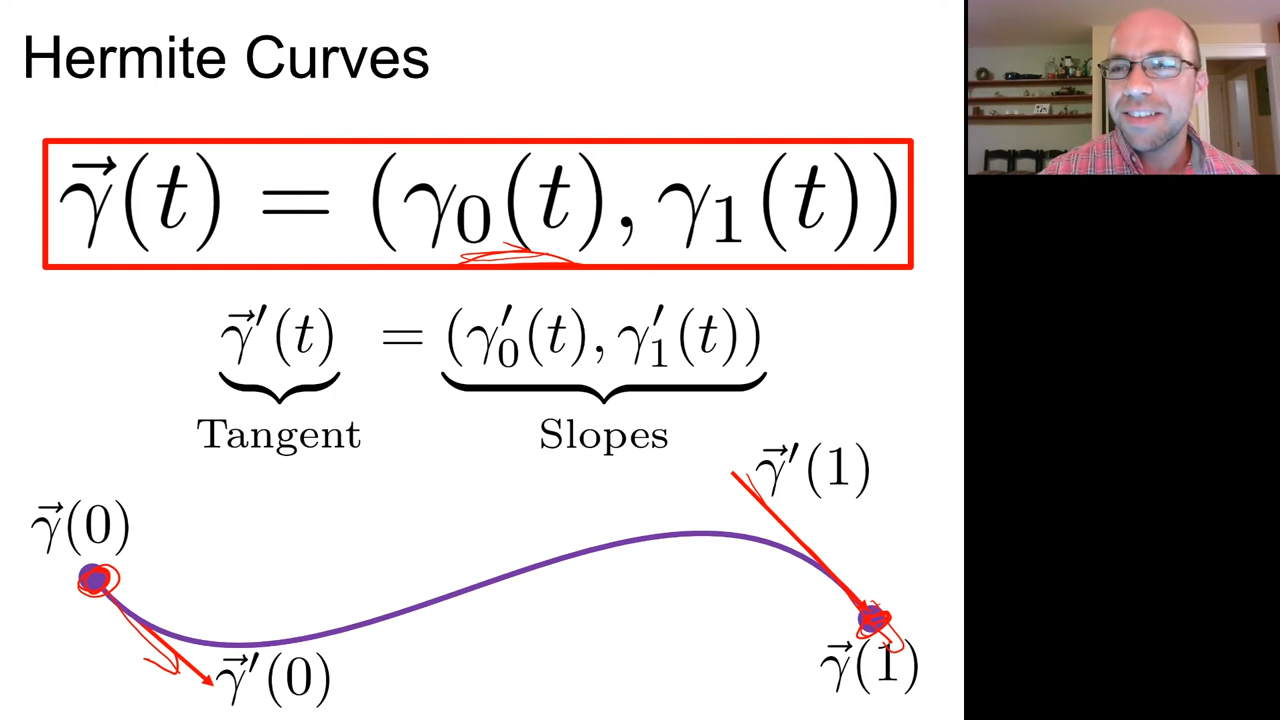 Hermite Curves
γ⃗(t) = (γ₀(t), γ₁(t))
γ⃗′(t) = (γ₀′(t), γ₁′(t))
Tangent Slopes
γ⃗′(1)
γ⃗(0)
γ⃗′(0)
γ⃗(1)